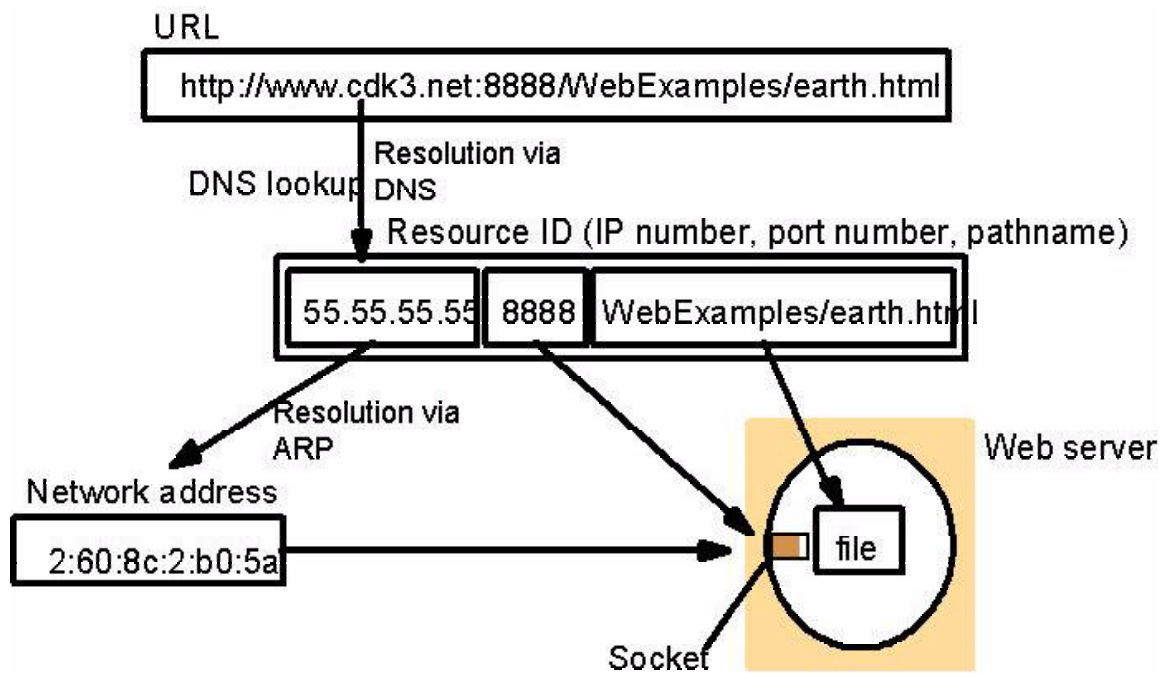 URL
http://www.cdk3.net:8888/WebExamples/earth.html
Resolution via
DNS lookup
DNS
Resource ID (IP number, port number, pathname)
55.55.55.55
8888
WebExamples/earth.html
Resolution via
ARP
Web server
Network address
2:60:8c:2:b0:5a
file
Socket